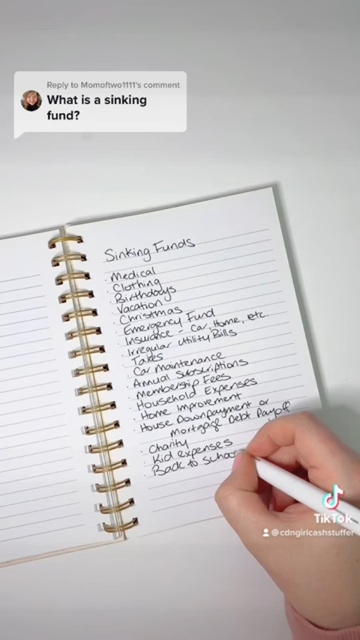 Reply to Momoftwo1111's comment
What is a sinking
fund?
Sinking Funds
· Medical
· Clothing
· Birthdays
· Vacation
· Christmas
· Emergency Fund
· Insurance - Car, Home, etc.
· Irregular Utility Bills
· Taxes
· Car Maintenance
· Annual Subscriptions
· Membership Fees
· Household Expenses
· Home Improvement
· House Downpayment or
Mortgage Debt Payoff
· Charity
· Kid expenses
· Back to Schoo
TikTok
@cdngirlcashstuffer